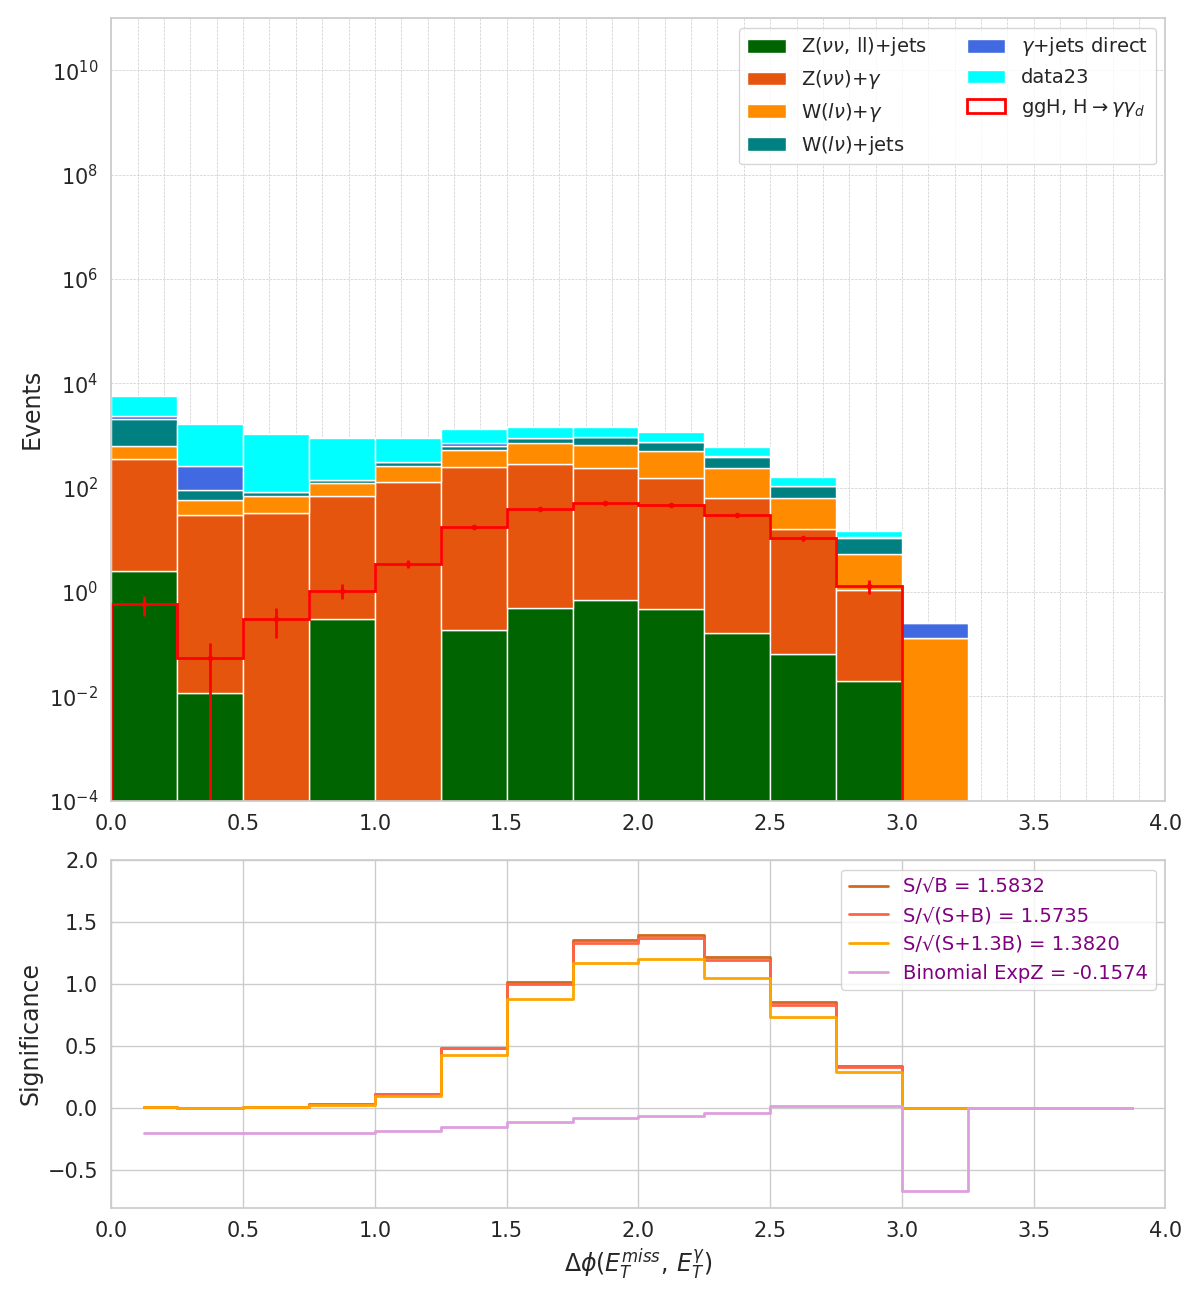 Z(νν, ll)+jets
Z(νν)+γ
W(lν)+γ
W(lν)+jets
γ+jets direct
data23
ggH, H→γγ_d
Events
10^10
10^8
10^6
10^4
10^2
10^0
10^−2
10^−4
0.0 0.5 1.0 1.5 2.0 2.5 3.0 3.5 4.0
Significance
2.0
1.5
1.0
0.5
0.0
−0.5
S/√B = 1.5832
S/√(S+B) = 1.5735
S/√(S+1.3B) = 1.3820
Binomial ExpZ = -0.1574
0.0 0.5 1.0 1.5 2.0 2.5 3.0 3.5 4.0
Δϕ(E_T^miss, E_T^γ)